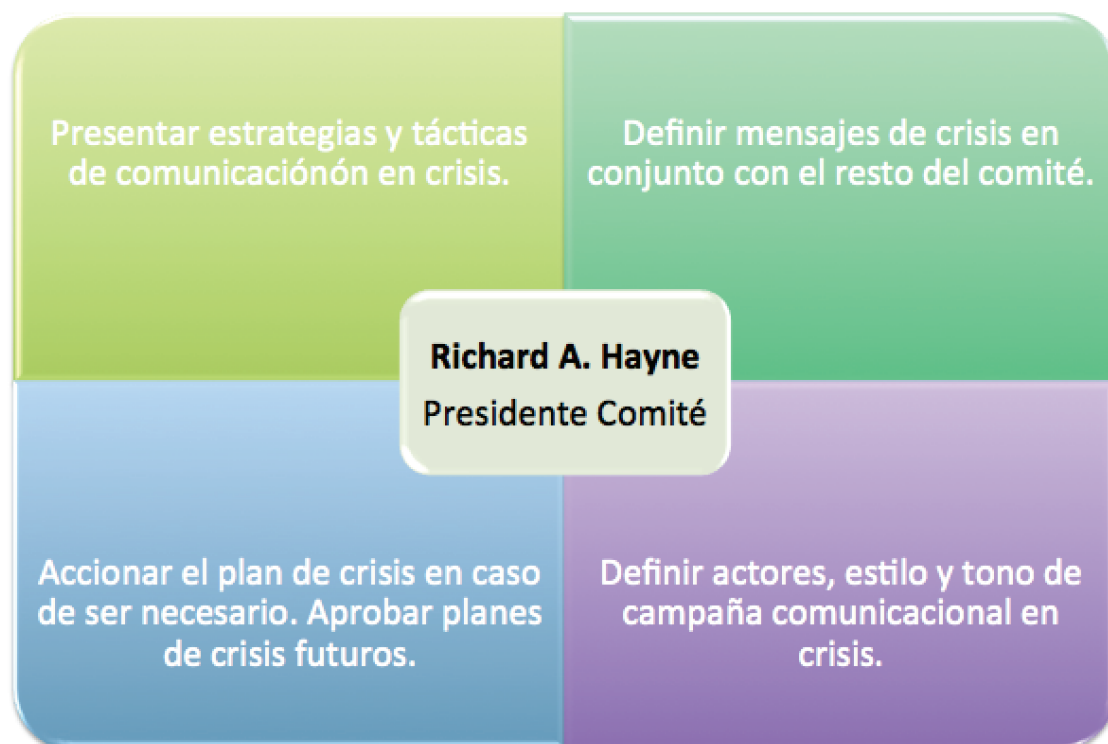 Presentar estrategias y tácticas
de comunicaciónón en crisis.
Definir mensajes de crisis en
conjunto con el resto del comité.
Richard A. Hayne
Presidente Comité
Accionar el plan de crisis en caso
de ser necesario. Aprobar planes
de crisis futuros.
Definir actores, estilo y tono de
campaña comunicacional en
crisis.